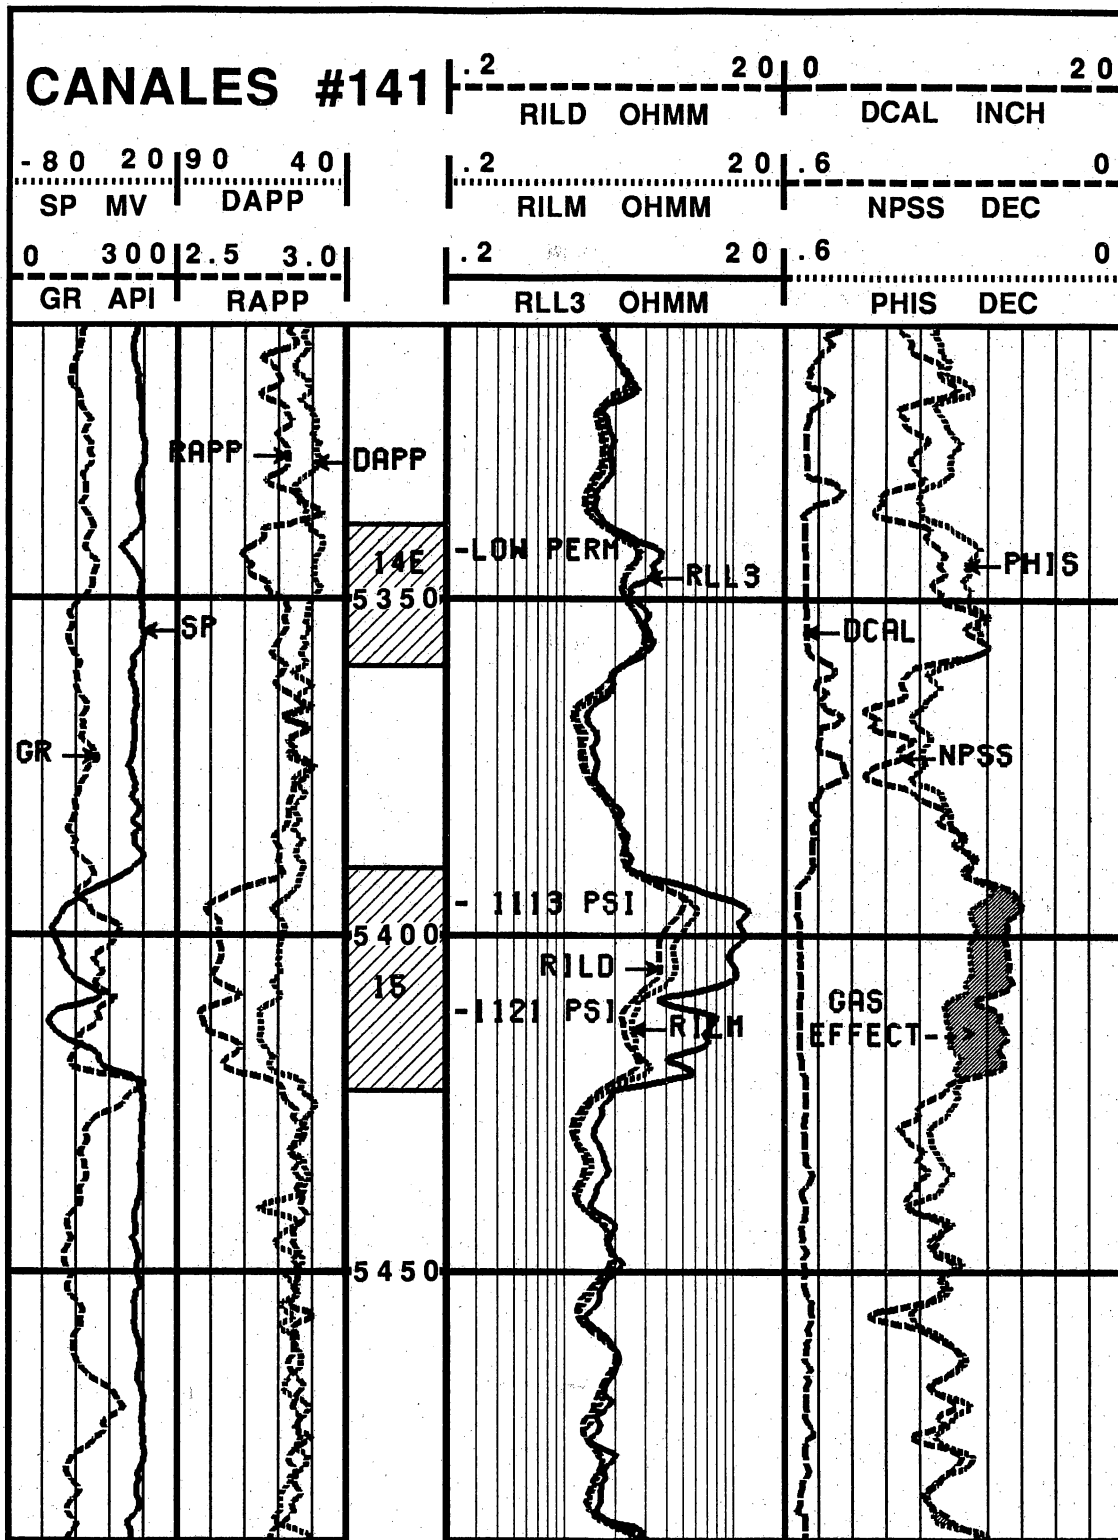 CANALES #141
.2 20
RILD OHMM
0 20
DCAL INCH
-80 20
SP MV
90 40
DAPP
.2 20
RILM OHMM
.6 0
NPSS DEC
0 300
GR API
2.5 3.0
RAPP
.2 20
RLL3 OHMM
.6 0
PHIS DEC
RAPP
DAPP
14E
-LOW PERM
PHIS
RLL3
5350
SP
DCAL
GR
NPSS
- 1113 PSI
5400
RILD
15
-1121 PSI
RILM
GAS
EFFECT-
5450